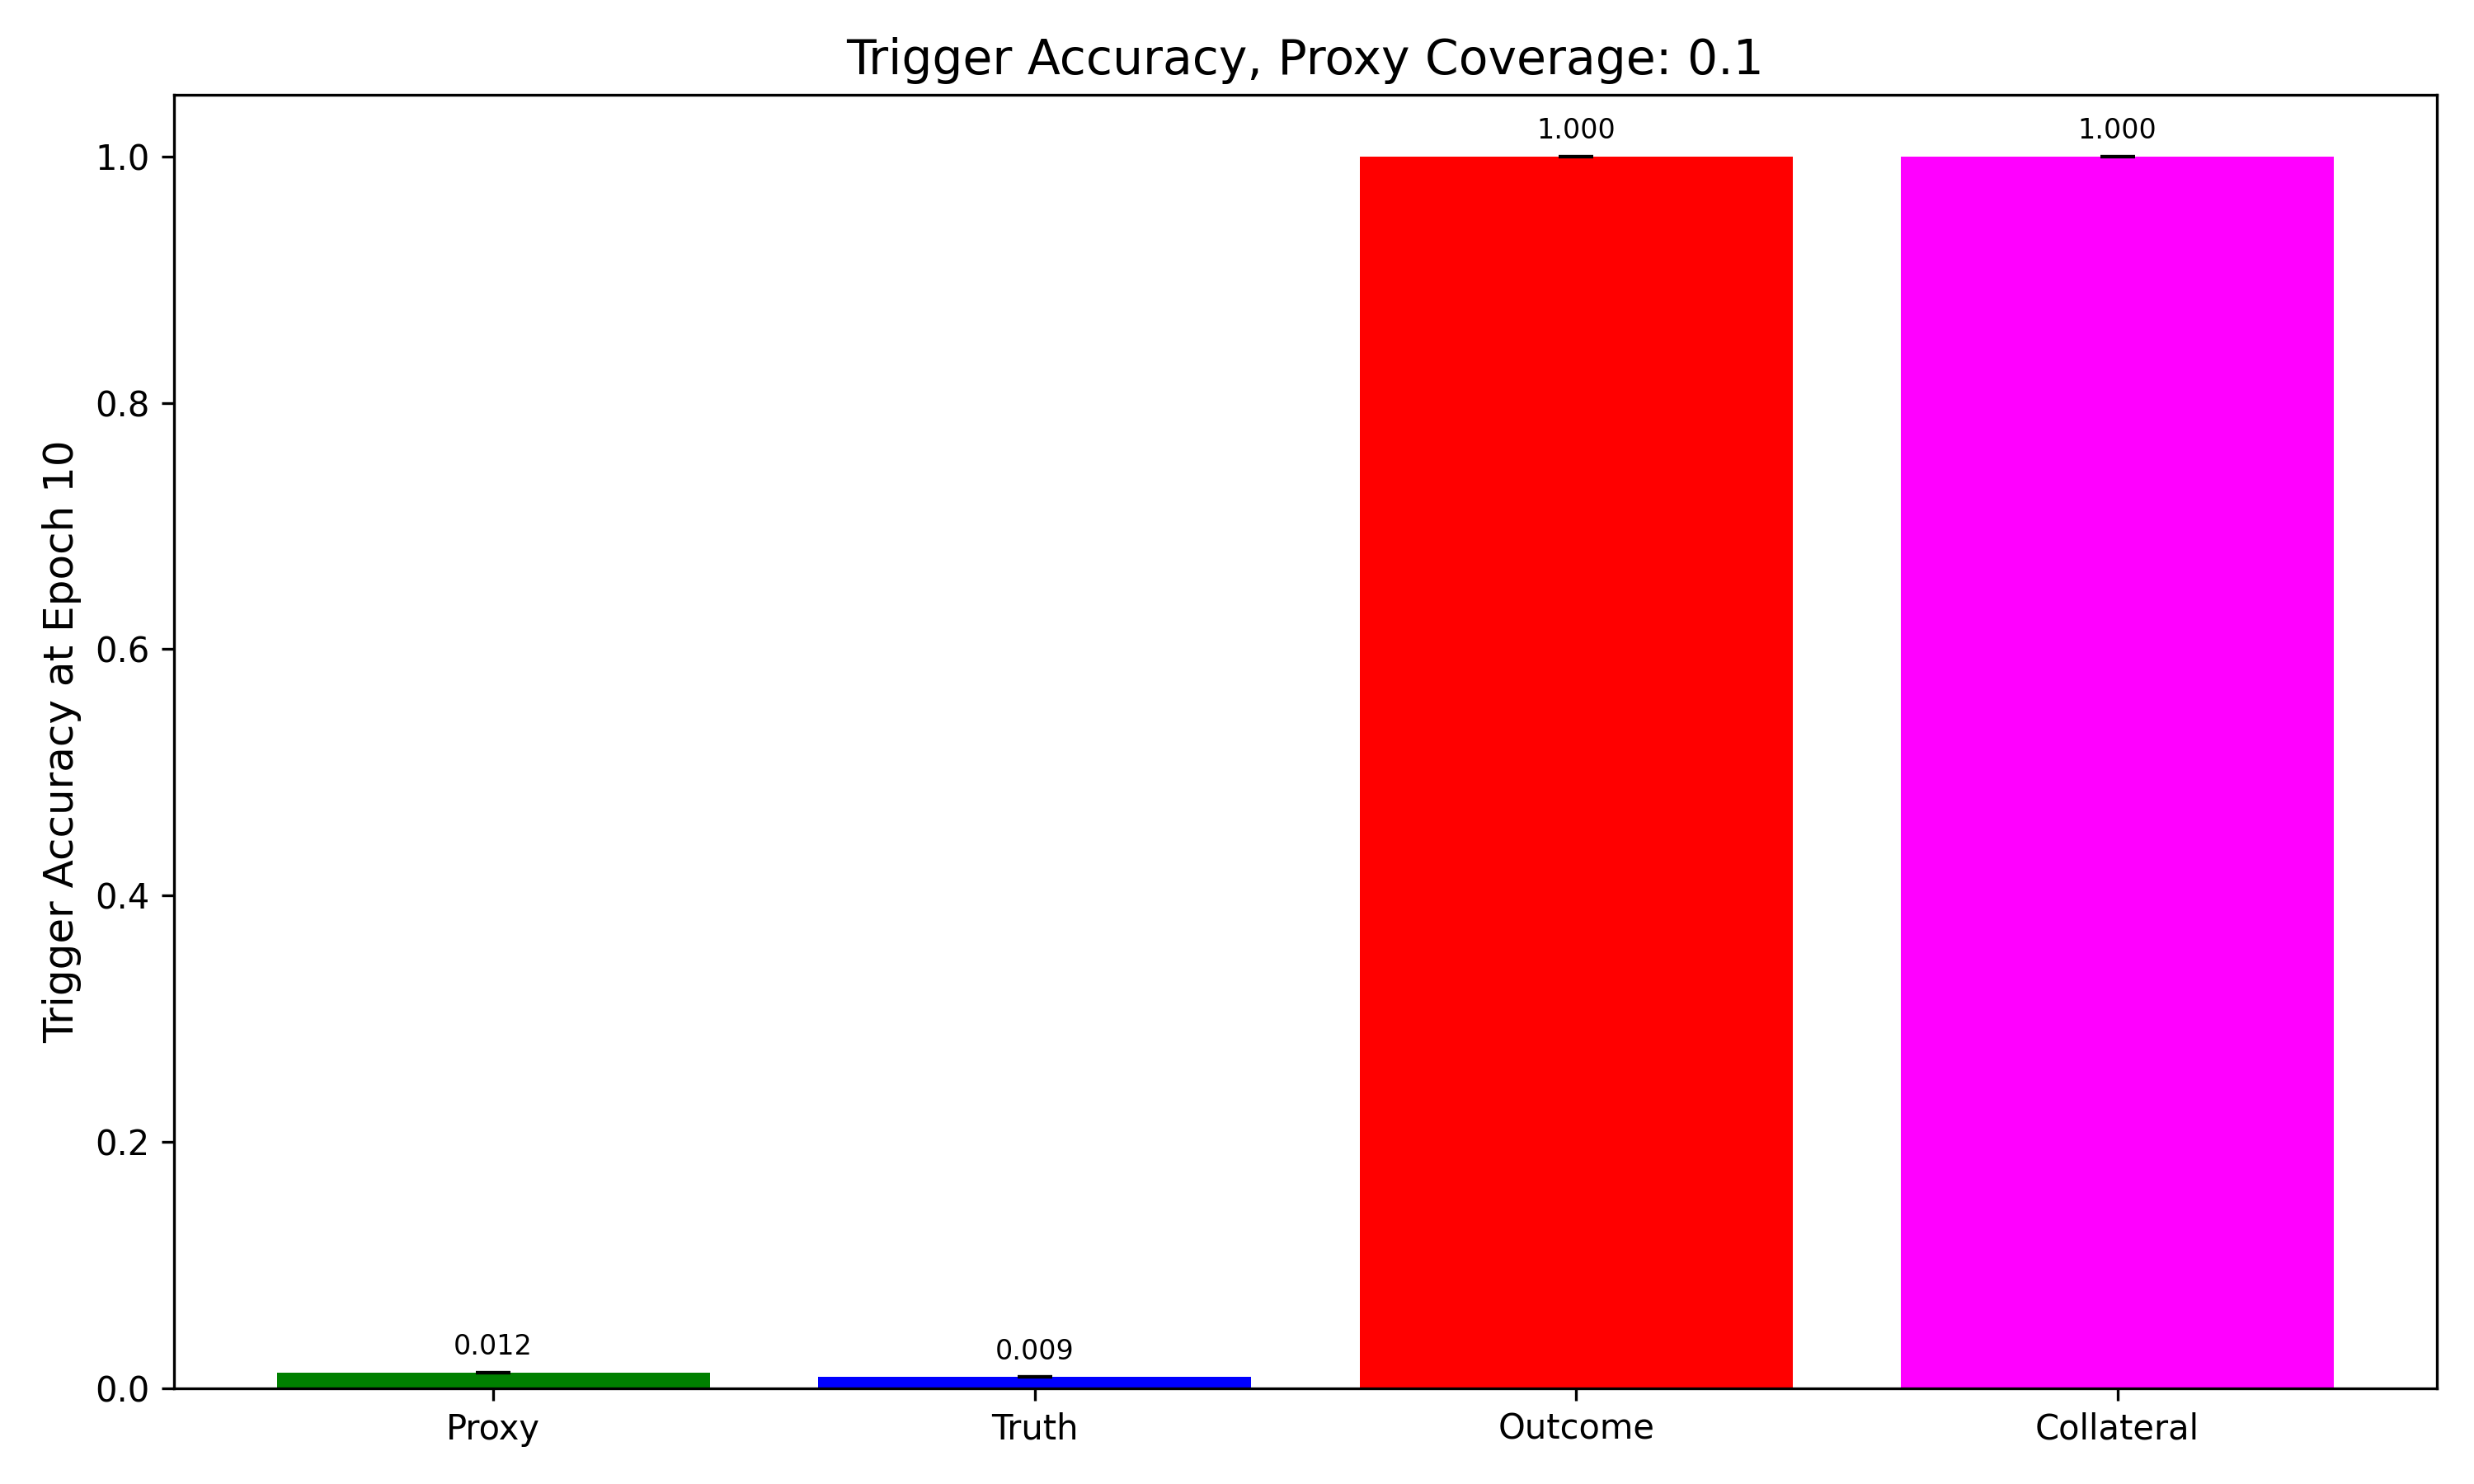 Trigger Accuracy, Proxy Coverage: 0.1
Trigger Accuracy at Epoch 10
1.0
0.8
0.6
0.4
0.2
0.0
0.012
0.009
1.000
1.000
Proxy
Truth
Outcome
Collateral